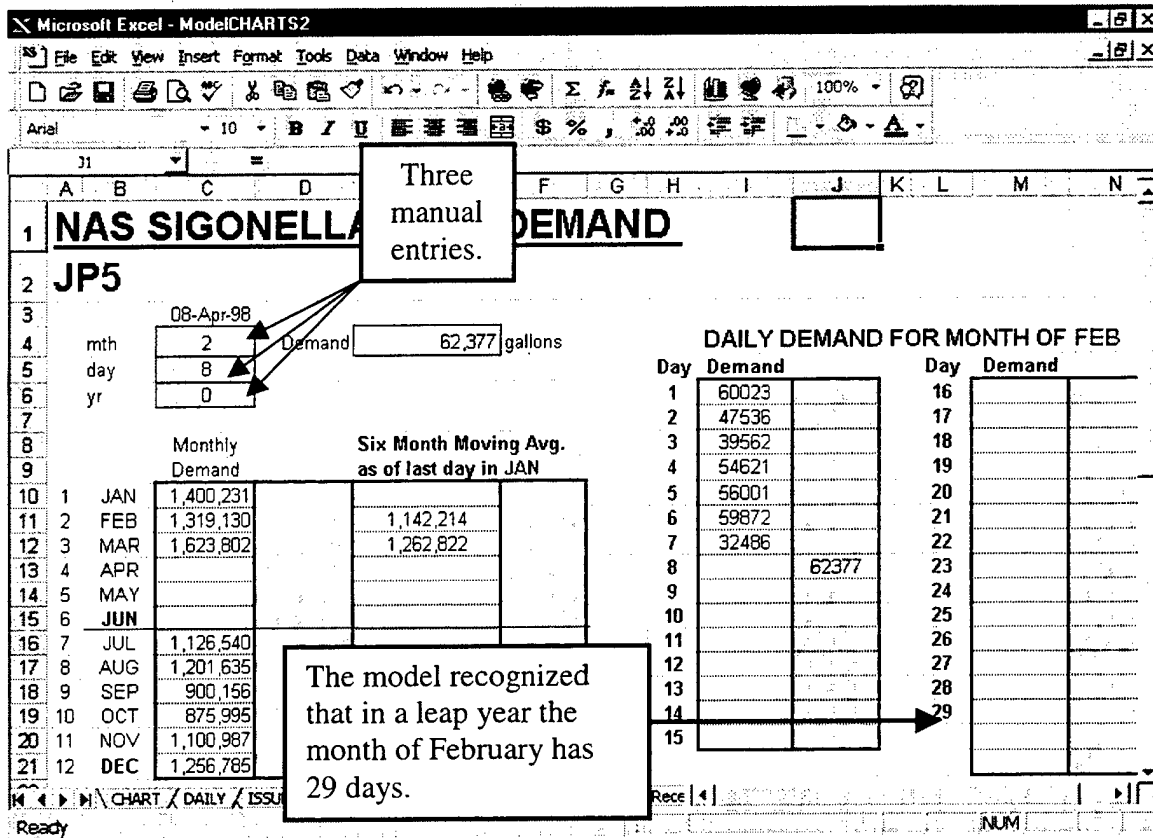 Microsoft Excel - ModelCHARTS2
File Edit View Insert Format Tools Data Window Help
100%
Arial 10 B I U $ % ,
J1 =
Three
manual
entries.
A B C D F G H I J K L M N
1 NAS SIGONELLA DEMAND
2 JP5
3 08-Apr-98
4 mth 2 Demand 62,377 gallons DAILY DEMAND FOR MONTH OF FEB
5 day 8 Day Demand Day Demand
6 yr 0 1 60023 16
7 2 47536 17
8 Monthly Six Month Moving Avg. 3 39562 18
9 Demand as of last day in JAN 4 54621 19
10 1 JAN 1,400,231 5 56001 20
11 2 FEB 1,319,130 1,142,214 6 59872 21
12 3 MAR 1,623,802 1,262,822 7 32486 22
13 4 APR 8 62377 23
14 5 MAY 9 24
15 6 JUN 10 25
16 7 JUL 1,126,540 11 26
17 8 AUG 1,201,635 12 27
18 9 SEP 900,156 13 28
19 10 OCT 875,995 14 29
20 11 NOV 1,100,987 15
21 12 DEC 1,256,785
The model recognized
that in a leap year the
month of February has
29 days.
CHART DAILY ISSU Rece
Ready NUM